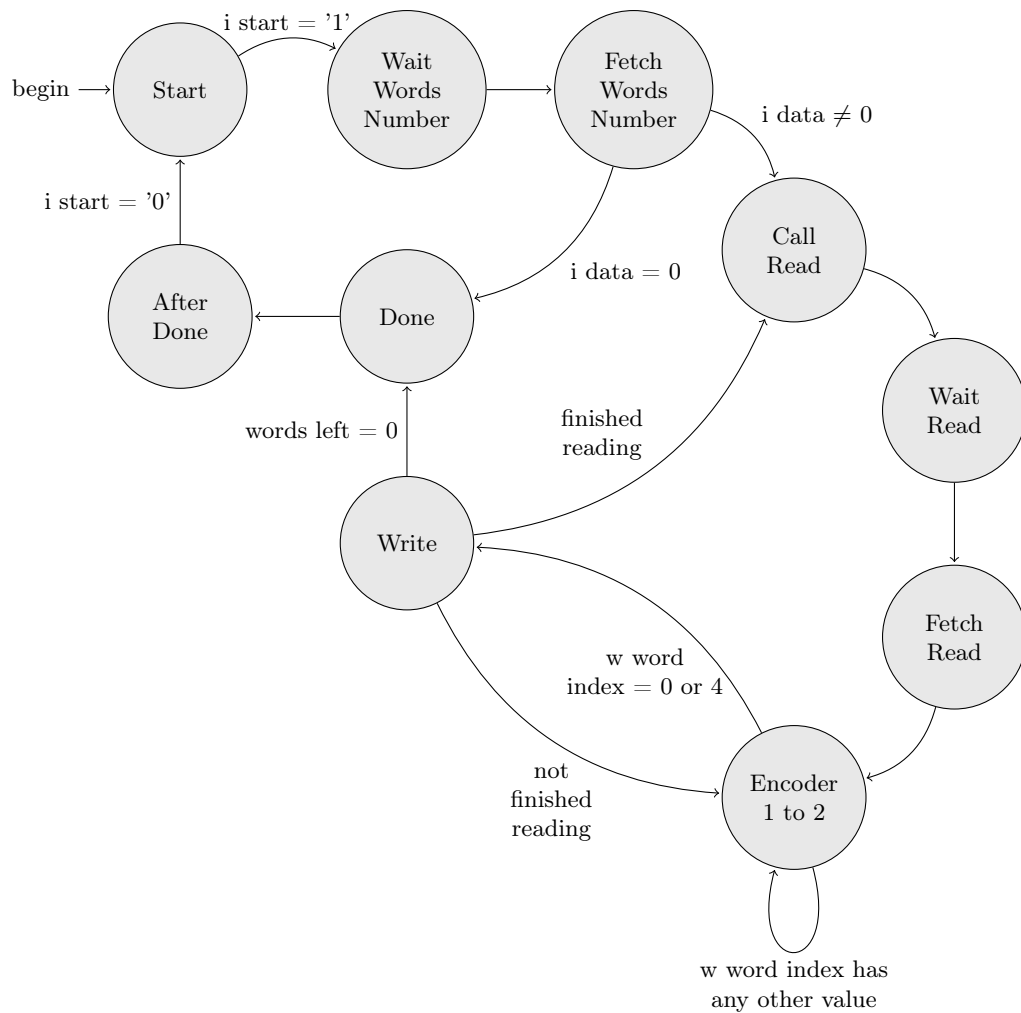 i start = '1'
begin
Start
Wait
Words
Number
Fetch
Words
Number
i data ≠ 0
i start = '0'
Call
Read
i data = 0
After
Done
Done
words left = 0
finished
reading
Wait
Read
Write
Fetch
Read
w word
index = 0 or 4
not
finished
reading
Encoder
1 to 2
w word index has
any other value